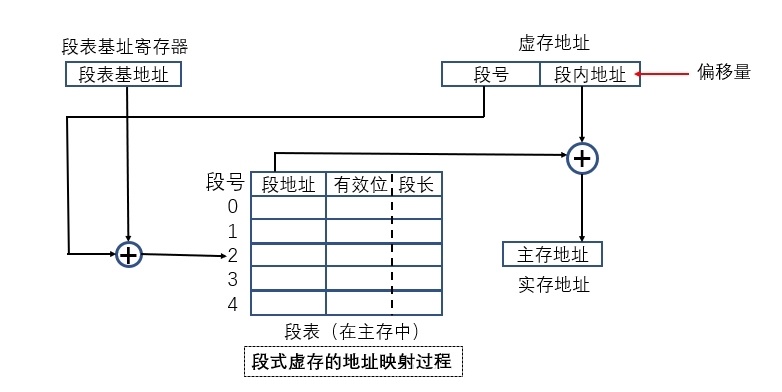 段表基址寄存器
段表基地址
虚存地址
段号
段内地址
偏移量
段号
段地址
有效位
段长
0
1
2
3
4
主存地址
实存地址
段表（在主存中）
段式虚存的地址映射过程